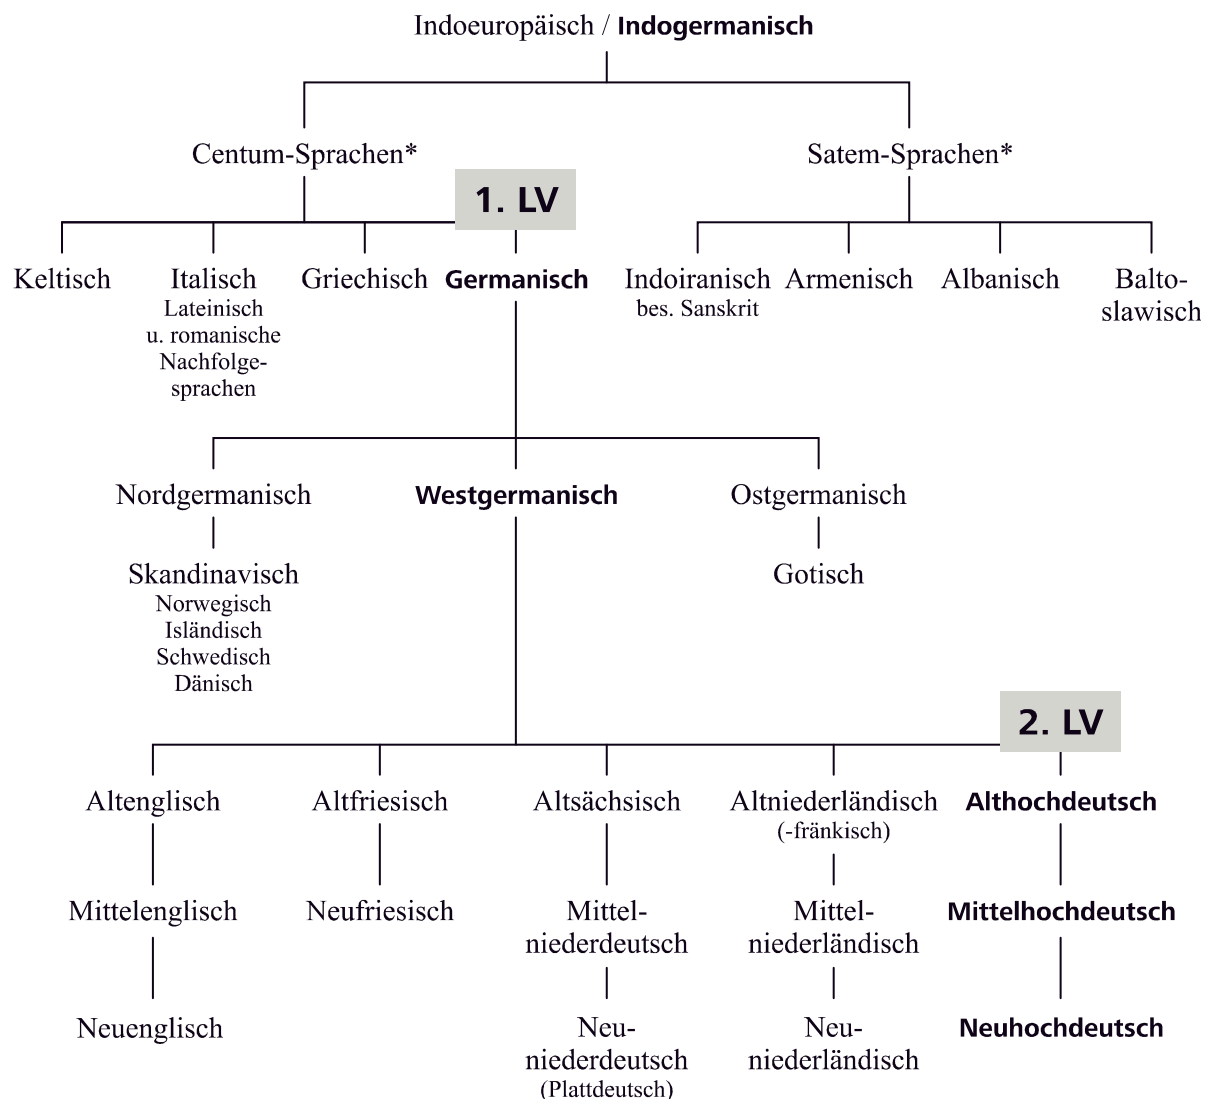 Indoeuropäisch / Indogermanisch
Centum-Sprachen*
Satem-Sprachen*
1. LV
Keltisch
Italisch
Lateinisch
u. romanische
Nachfolge-
sprachen
Griechisch
Germanisch
Indoiranisch
bes. Sanskrit
Armenisch
Albanisch
Balto-
slawisch
Nordgermanisch
Westgermanisch
Ostgermanisch
Skandinavisch
Norwegisch
Isländisch
Schwedisch
Dänisch
Gotisch
2. LV
Altenglisch
Altfriesisch
Altsächsisch
Altniederländisch
(-fränkisch)
Althochdeutsch
Mittelenglisch
Neufriesisch
Mittel-
niederdeutsch
Mittel-
niederländisch
Mittelhochdeutsch
Neuenglisch
Neu-
niederdeutsch
(Plattdeutsch)
Neu-
niederländisch
Neuhochdeutsch